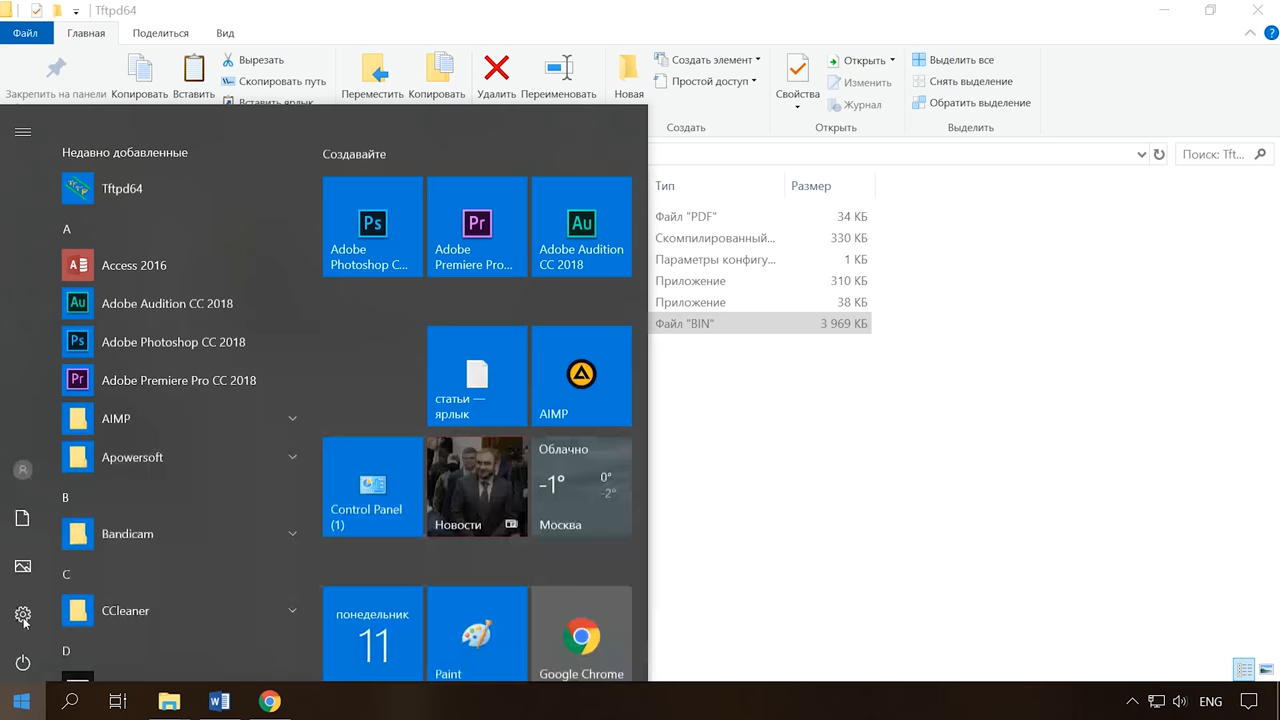 Tftpd64
Файл
Главная
Поделиться
Вид
Закрепить на панели
Копировать
Вставить
Вырезать
Скопировать путь
Вставить ярлык
Переместить
Копировать
Удалить
Переименовать
Новая
Создать элемент
Простой доступ
Создать
Свойства
Открыть
Изменить
Журнал
Открыть
Выделить все
Снять выделение
Обратить выделение
Выделить
Поиск: Tft...
Тип
Размер
Файл "PDF"
34 КБ
Скомпилированный...
330 КБ
Параметры конфигу...
1 КБ
Приложение
310 КБ
Приложение
38 КБ
Файл "BIN"
3 969 КБ
Недавно добавленные
Tftpd64
A
Access 2016
Adobe Audition CC 2018
Adobe Photoshop CC 2018
Adobe Premiere Pro CC 2018
AIMP
Apowersoft
B
Bandicam
C
CCleaner
D
Создавайте
Ps
Adobe
Photoshop C...
Pr
Adobe
Premiere Pro...
Au
Adobe Audition
CC 2018
статьи —
ярлык
AIMP
Control Panel
(1)
Новости
Облачно
-1°
0°
-2°
Москва
понедельник
11
Paint
Google Chrome
ENG